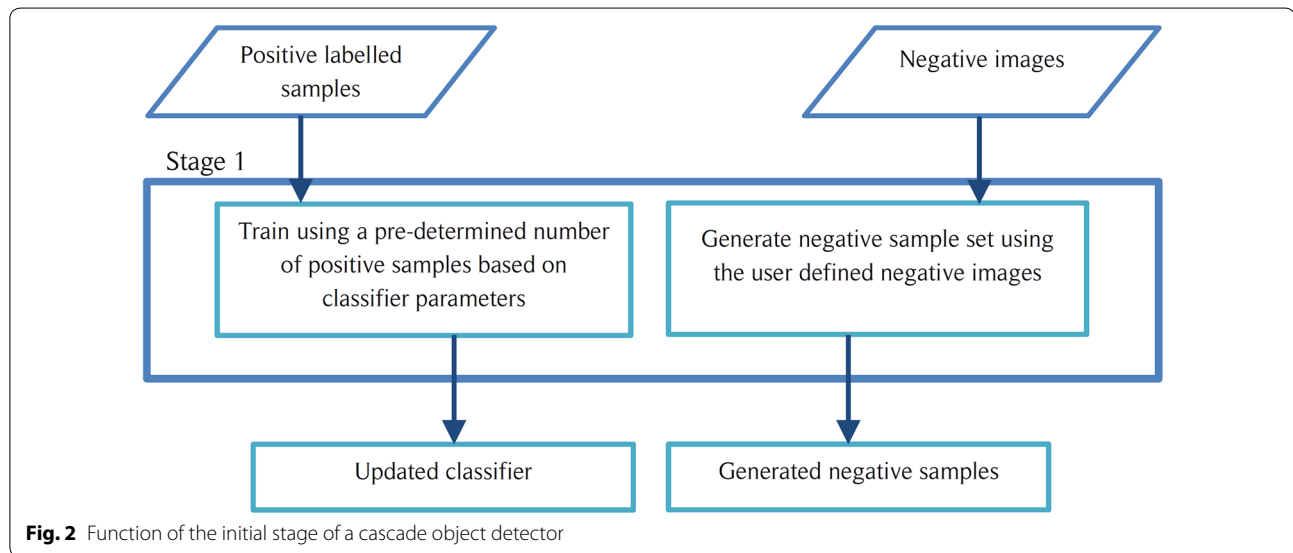 Positive labelled
samples
Negative images
Stage 1
Train using a pre-determined number
of positive samples based on
classifier parameters
Generate negative sample set using
the user defined negative images
Updated classifier
Generated negative samples
Fig. 2 Function of the initial stage of a cascade object detector